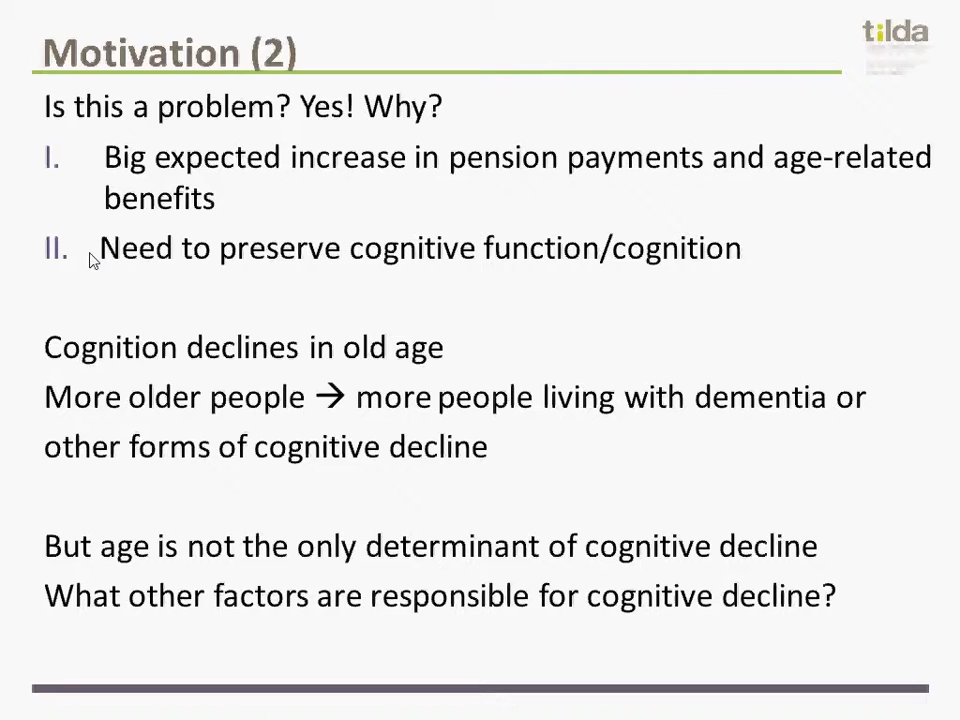 Motivation (2)
tilda
Is this a problem? Yes! Why?
I. Big expected increase in pension payments and age-related
benefits
II. Need to preserve cognitive function/cognition
Cognition declines in old age
More older people → more people living with dementia or
other forms of cognitive decline
But age is not the only determinant of cognitive decline
What other factors are responsible for cognitive decline?